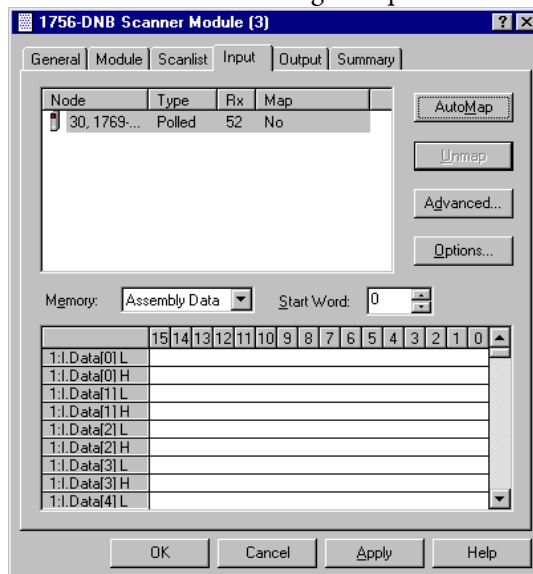 1756-DNB Scanner Module (3)
General Module Scanlist Input Output Summary
Node Type Rx Map
30, 1769-... Polled 52 No
AutoMap
Unmap
Advanced...
Options...
Memory: Assembly Data Start Word: 0
15 14 13 12 11 10 9 8 7 6 5 4 3 2 1 0
1:I.Data[0] L
1:I.Data[0] H
1:I.Data[1] L
1:I.Data[1] H
1:I.Data[2] L
1:I.Data[2] H
1:I.Data[3] L
1:I.Data[3] H
1:I.Data[4] L
OK Cancel Apply Help